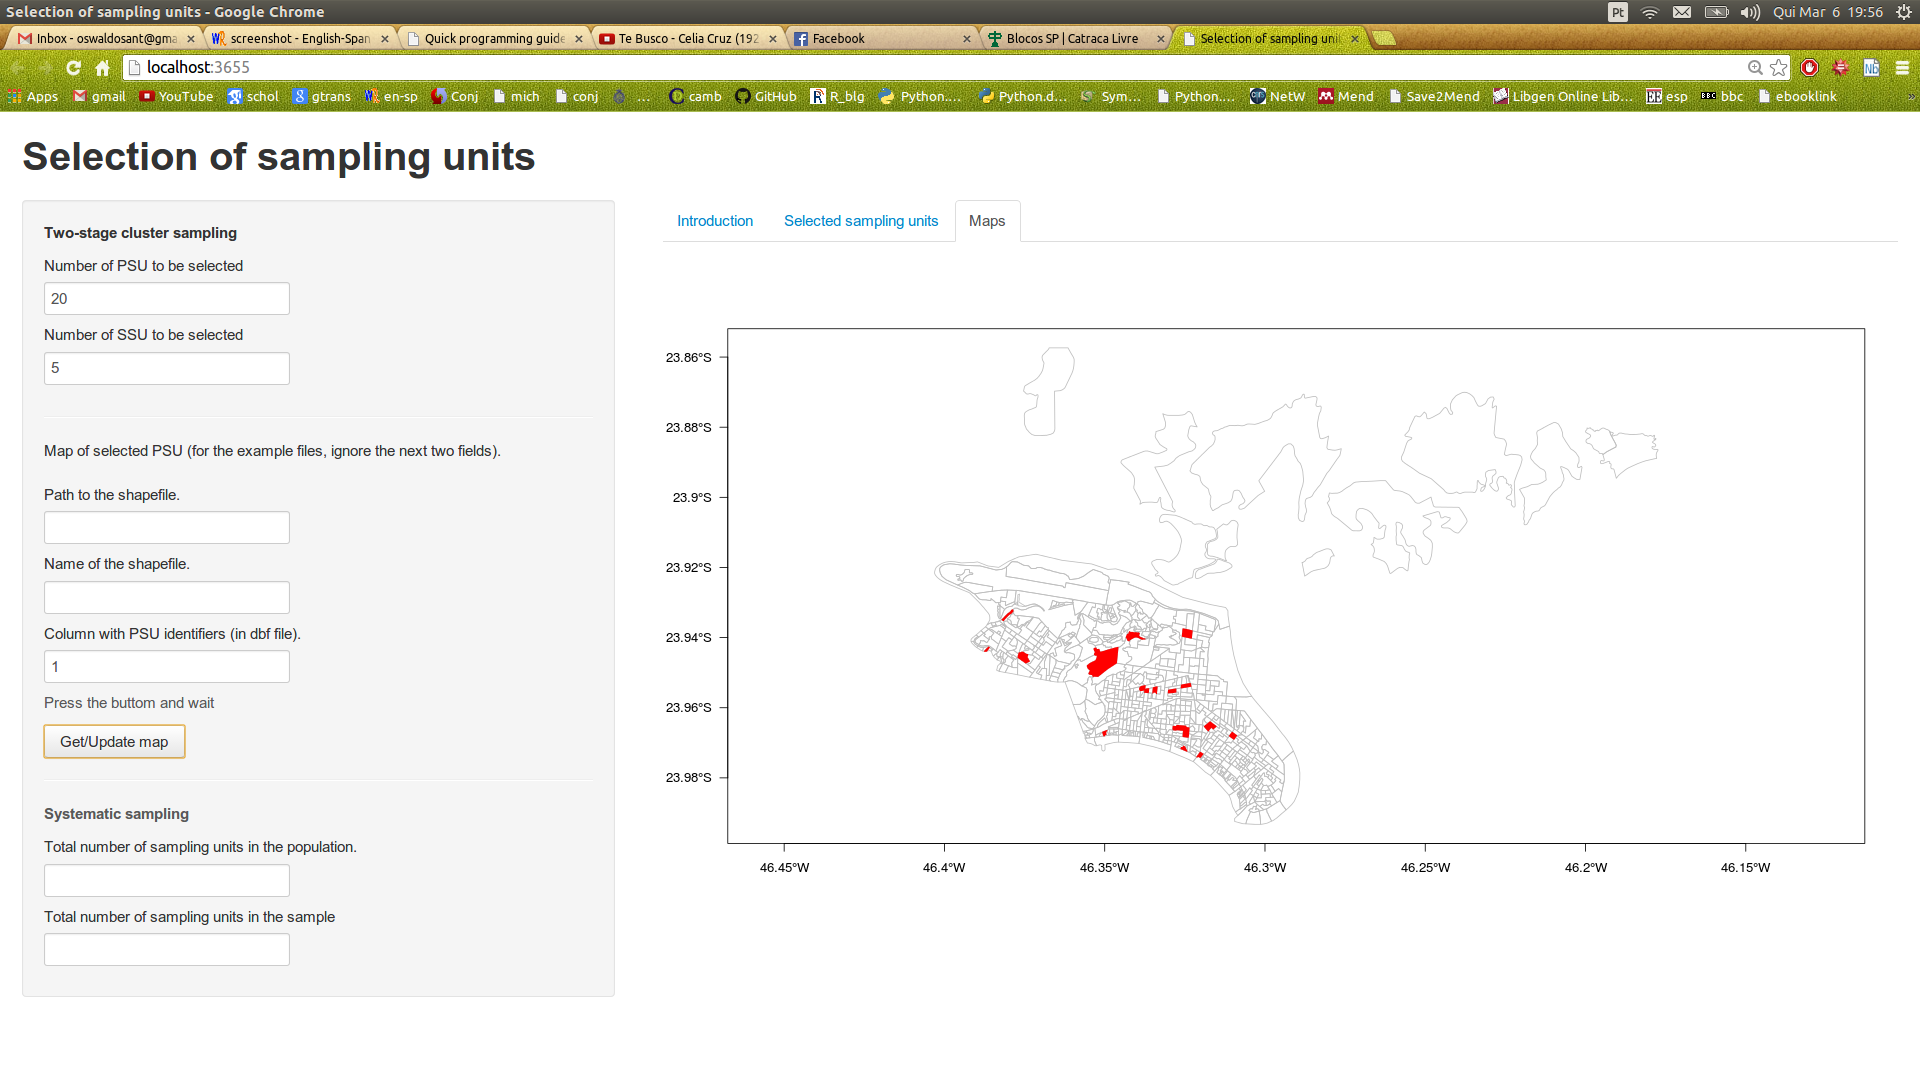 Selection of sampling units - Google Chrome
Pt
Qui Mar 6 19:56
Inbox - oswaldosant@gma
screenshot - English-Span
Quick programming guide
Te Busco - Celia Cruz (192
Facebook
Blocos SP | Catraca Livre
Selection of sampling uni
localhost:3655
Apps
gmail
YouTube
schol
gtrans
en-sp
Conj
mich
conj
...
camb
GitHub
R_blg
Python....
Python.d...
Sym...
Python....
NetW
Mend
Save2Mend
Libgen Online Lib...
esp
bbc
ebooklink
»
Selection of sampling units
Two-stage cluster sampling
Number of PSU to be selected
20
Number of SSU to be selected
5
Map of selected PSU (for the example files, ignore the next two fields).
Path to the shapefile.
Name of the shapefile.
Column with PSU identifiers (in dbf file).
1
Press the buttom and wait
Get/Update map
Systematic sampling
Total number of sampling units in the population.
Total number of sampling units in the sample
Introduction
Selected sampling units
Maps
23.86°S
23.88°S
23.9°S
23.92°S
23.94°S
23.96°S
23.98°S
46.45°W
46.4°W
46.35°W
46.3°W
46.25°W
46.2°W
46.15°W